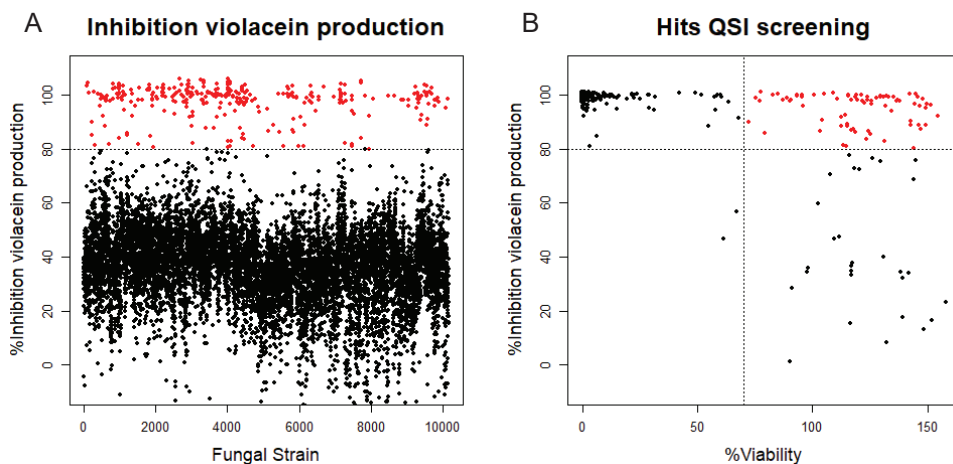 A
Inhibition violacein production
%Inhibition violacein production
100
80
60
40
20
0
0
2000
4000
6000
8000
10000
Fungal Strain
B
Hits QSI screening
%Inhibition violacein production
100
80
60
40
20
0
0
50
100
150
%Viability